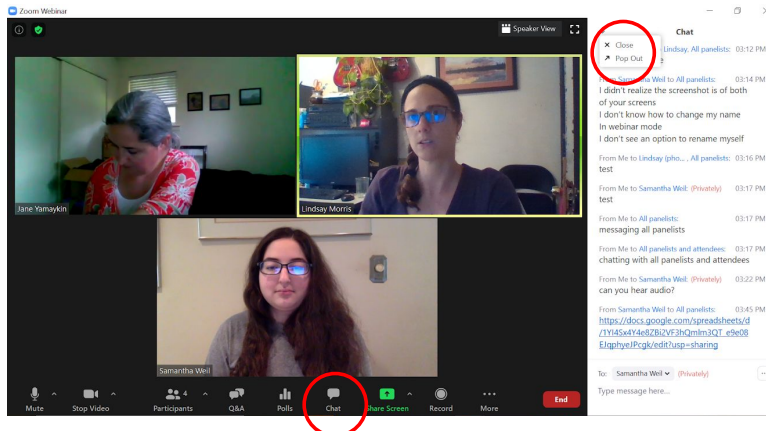 Zoom Webinar
Speaker View
Jane Yamaykin
Lindsay Morris
Samantha Weil
Mute
Stop Video
4
Participants
Q&A
Polls
Chat
Share Screen
Record
More
End
Chat
Close
Pop Out
Lindsay, All panelists: 03:12 PM
e
From Samantha Weil to All panelists: 03:14 PM
I didn't realize the screenshot is of both
of your screens
I don't know how to change my name
In webinar mode
I don't see an option to rename myself
From Me to Lindsay (pho... , All panelists: 03:16 PM
test
From Me to Samantha Weil: (Privately) 03:17 PM
test
From Me to All panelists: 03:17 PM
messaging all panelists
From Me to All panelists and attendees: 03:17 PM
chatting with all panelists and attendees
From Me to Samantha Weil: (Privately) 03:22 PM
can you hear audio?
From Samantha Weil to All panelists: 03:45 PM
https://docs.google.com/spreadsheets/d
/1YI4Sx4Y4e8ZBi2VF3hQmlm3QT_e9e08
EJqphyeJPcgk/edit?usp=sharing
To: Samantha Weil (Privately)
Type message here...